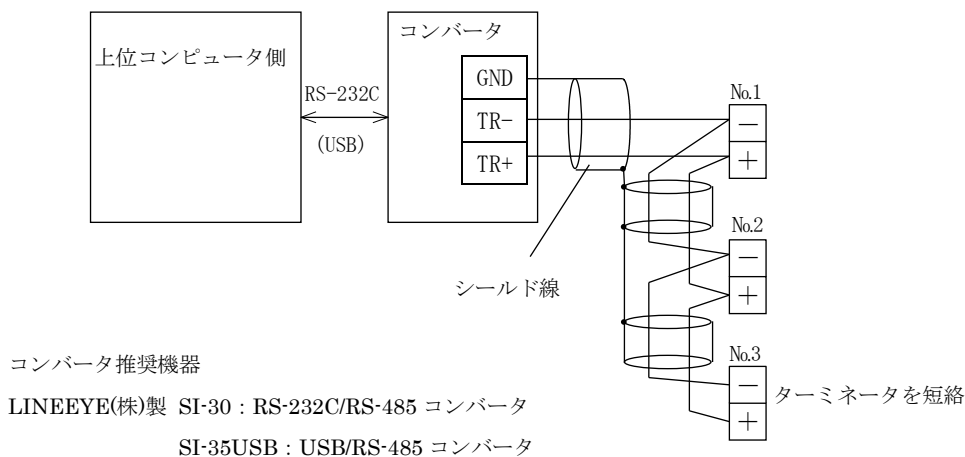 上位コンピュータ側
RS-232C
(USB)
コンバータ
GND
TR-
TR+
シールド線
No.1
−
+
No.2
−
+
No.3
−
+
ターミネータを短絡
コンバータ推奨機器
LINEEYE(株)製 SI-30：RS-232C/RS-485 コンバータ
SI-35USB：USB/RS-485 コンバータ